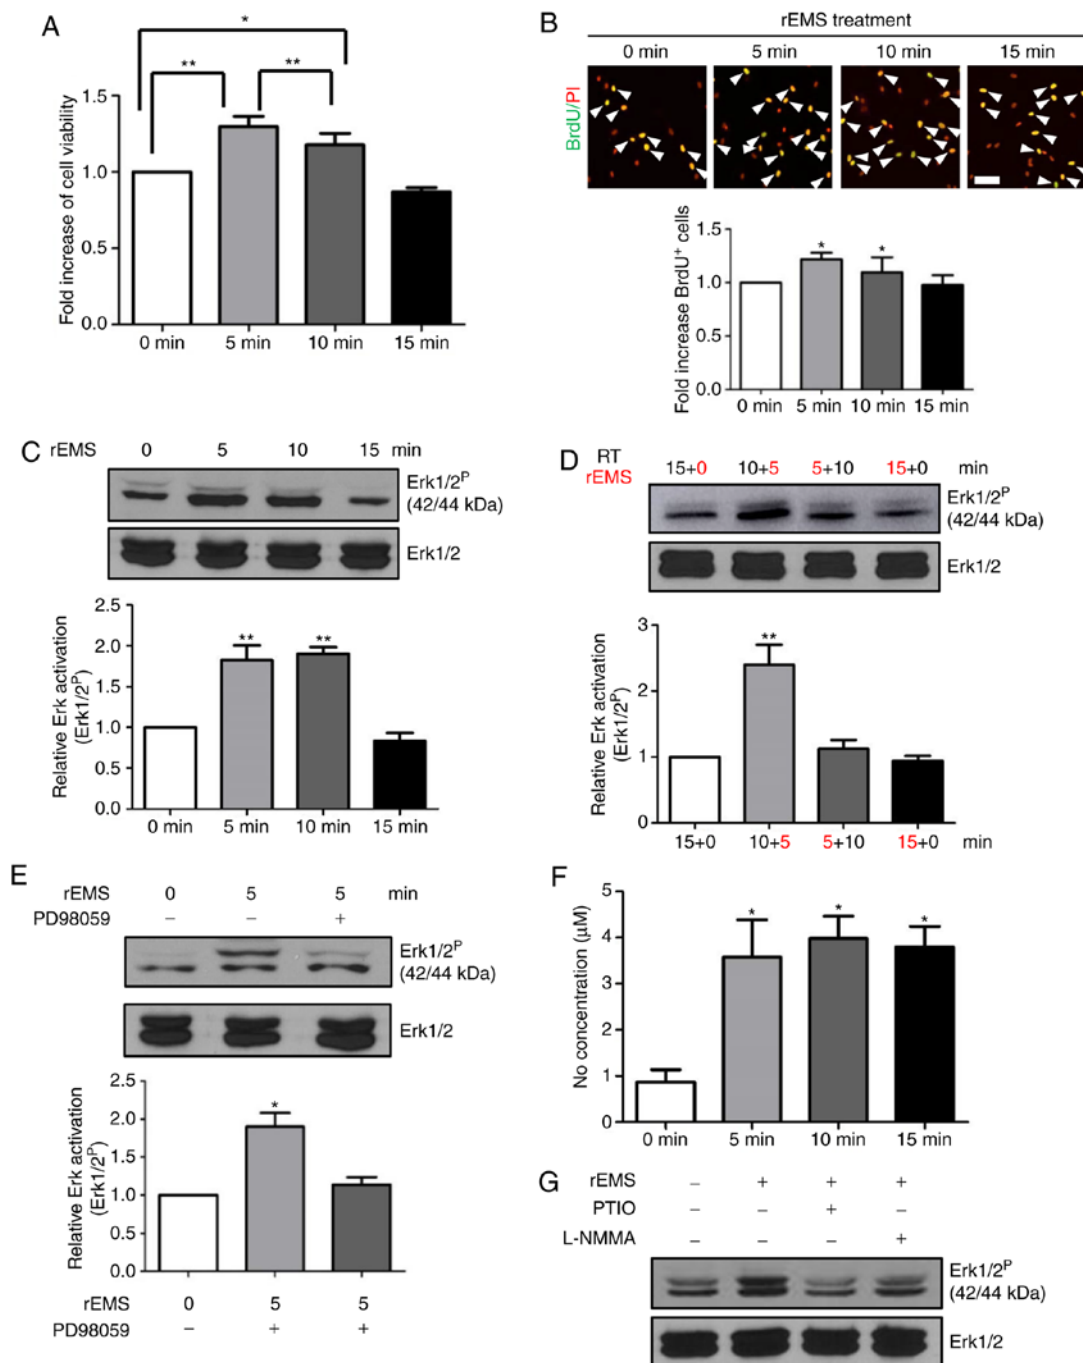 A
*
**
**
Fold increase of cell viability
1.5
1.0
0.5
0.0
0 min 5 min 10 min 15 min
B
rEMS treatment
0 min 5 min 10 min 15 min
BrdU/PI
Fold increase BrdU⁺ cells
1.5
1.0
0.5
0.0
* *
0 min 5 min 10 min 15 min
C
rEMS 0 5 10 15 min
Erk1/2ᴾ
(42/44 kDa)
Erk1/2
Relative Erk activation
(Erk1/2ᴾ)
2.5
2.0
1.5
1.0
0.5
0.0
** **
0 min 5 min 10 min 15 min
D
RT
rEMS
15+0 10+5 5+10 15+0 min
Erk1/2ᴾ
(42/44 kDa)
Erk1/2
Relative Erk activation
(Erk1/2ᴾ)
3
2
1
0
**
15+0 10+5 5+10 15+0 min
E
rEMS 0 5 5 min
PD98059 – – +
Erk1/2ᴾ
(42/44 kDa)
Erk1/2
Relative Erk activation
(Erk1/2ᴾ)
2.5
2.0
1.5
1.0
0.5
0.0
*
rEMS 0 5 5
PD98059 – + +
F
No concentration (µM)
5
4
3
2
1
0
* * *
0 min 5 min 10 min 15 min
G
rEMS – + + +
PTIO – – + –
L-NMMA – – – +
Erk1/2ᴾ
(42/44 kDa)
Erk1/2